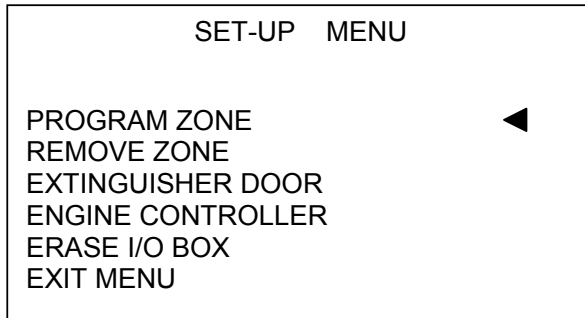 SET-UP MENU
PROGRAM ZONE ◀
REMOVE ZONE
EXTINGUISHER DOOR
ENGINE CONTROLLER
ERASE I/O BOX
EXIT MENU